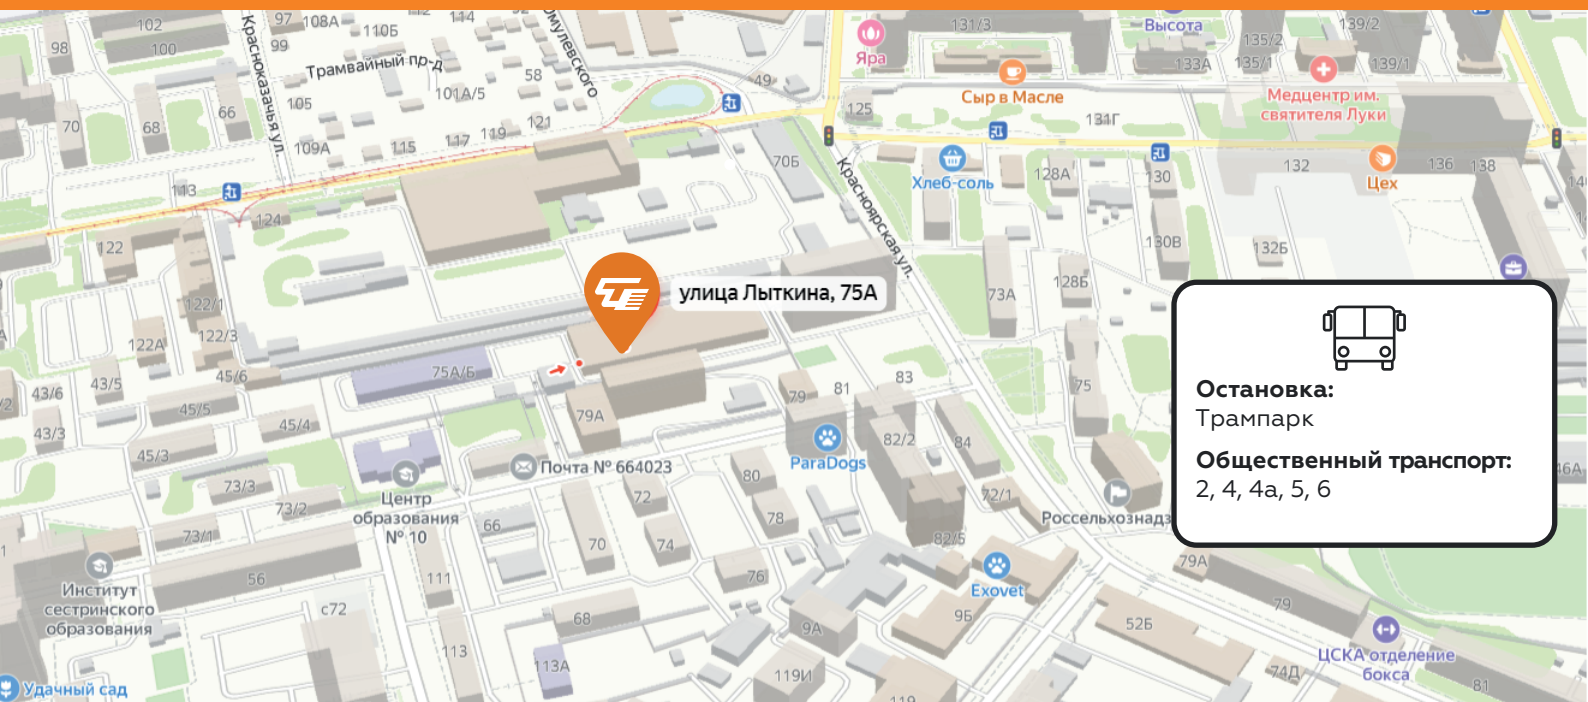 102
97
108А
110Б
114
98
100
99
Красноказачья ул.
Трамвайный пр-д
58
101А/5
105
66
70
68
109А
115
117
119
121
49
113
124
122
122/1
122/3
122А
131/3
Высота
139/2
135/2
133А
135/1
139/1
Яра
Сыр в Масле
Медцентр им.
святителя Луки
125
131Г
70Б
Красноярская ул.
Хлеб-соль
128А
130
132
Цех
136
138
130В
132Б
128Б
73А
улица Лыткина, 75А
75А/Б
45/6
43/6
43/5
45/5
43/3
45/4
45/3
79А
79
81
83
75
82/2
84
ParaDogs
Почта № 664023
80
Центр
образования
№ 10
73/3
73/2
73/1
66
72
78
72/1
70
74
82/5
76
56
111
с72
Институт
сестринского
образования
Exovet
9Б
9А
68
113
113А
119И
Удачный сад
Остановка:
Трампарк
Общественный транспорт:
2, 4, 4а, 5, 6
46А
79А
79
52Б
74Д
ЦСКА отделение
бокса
81